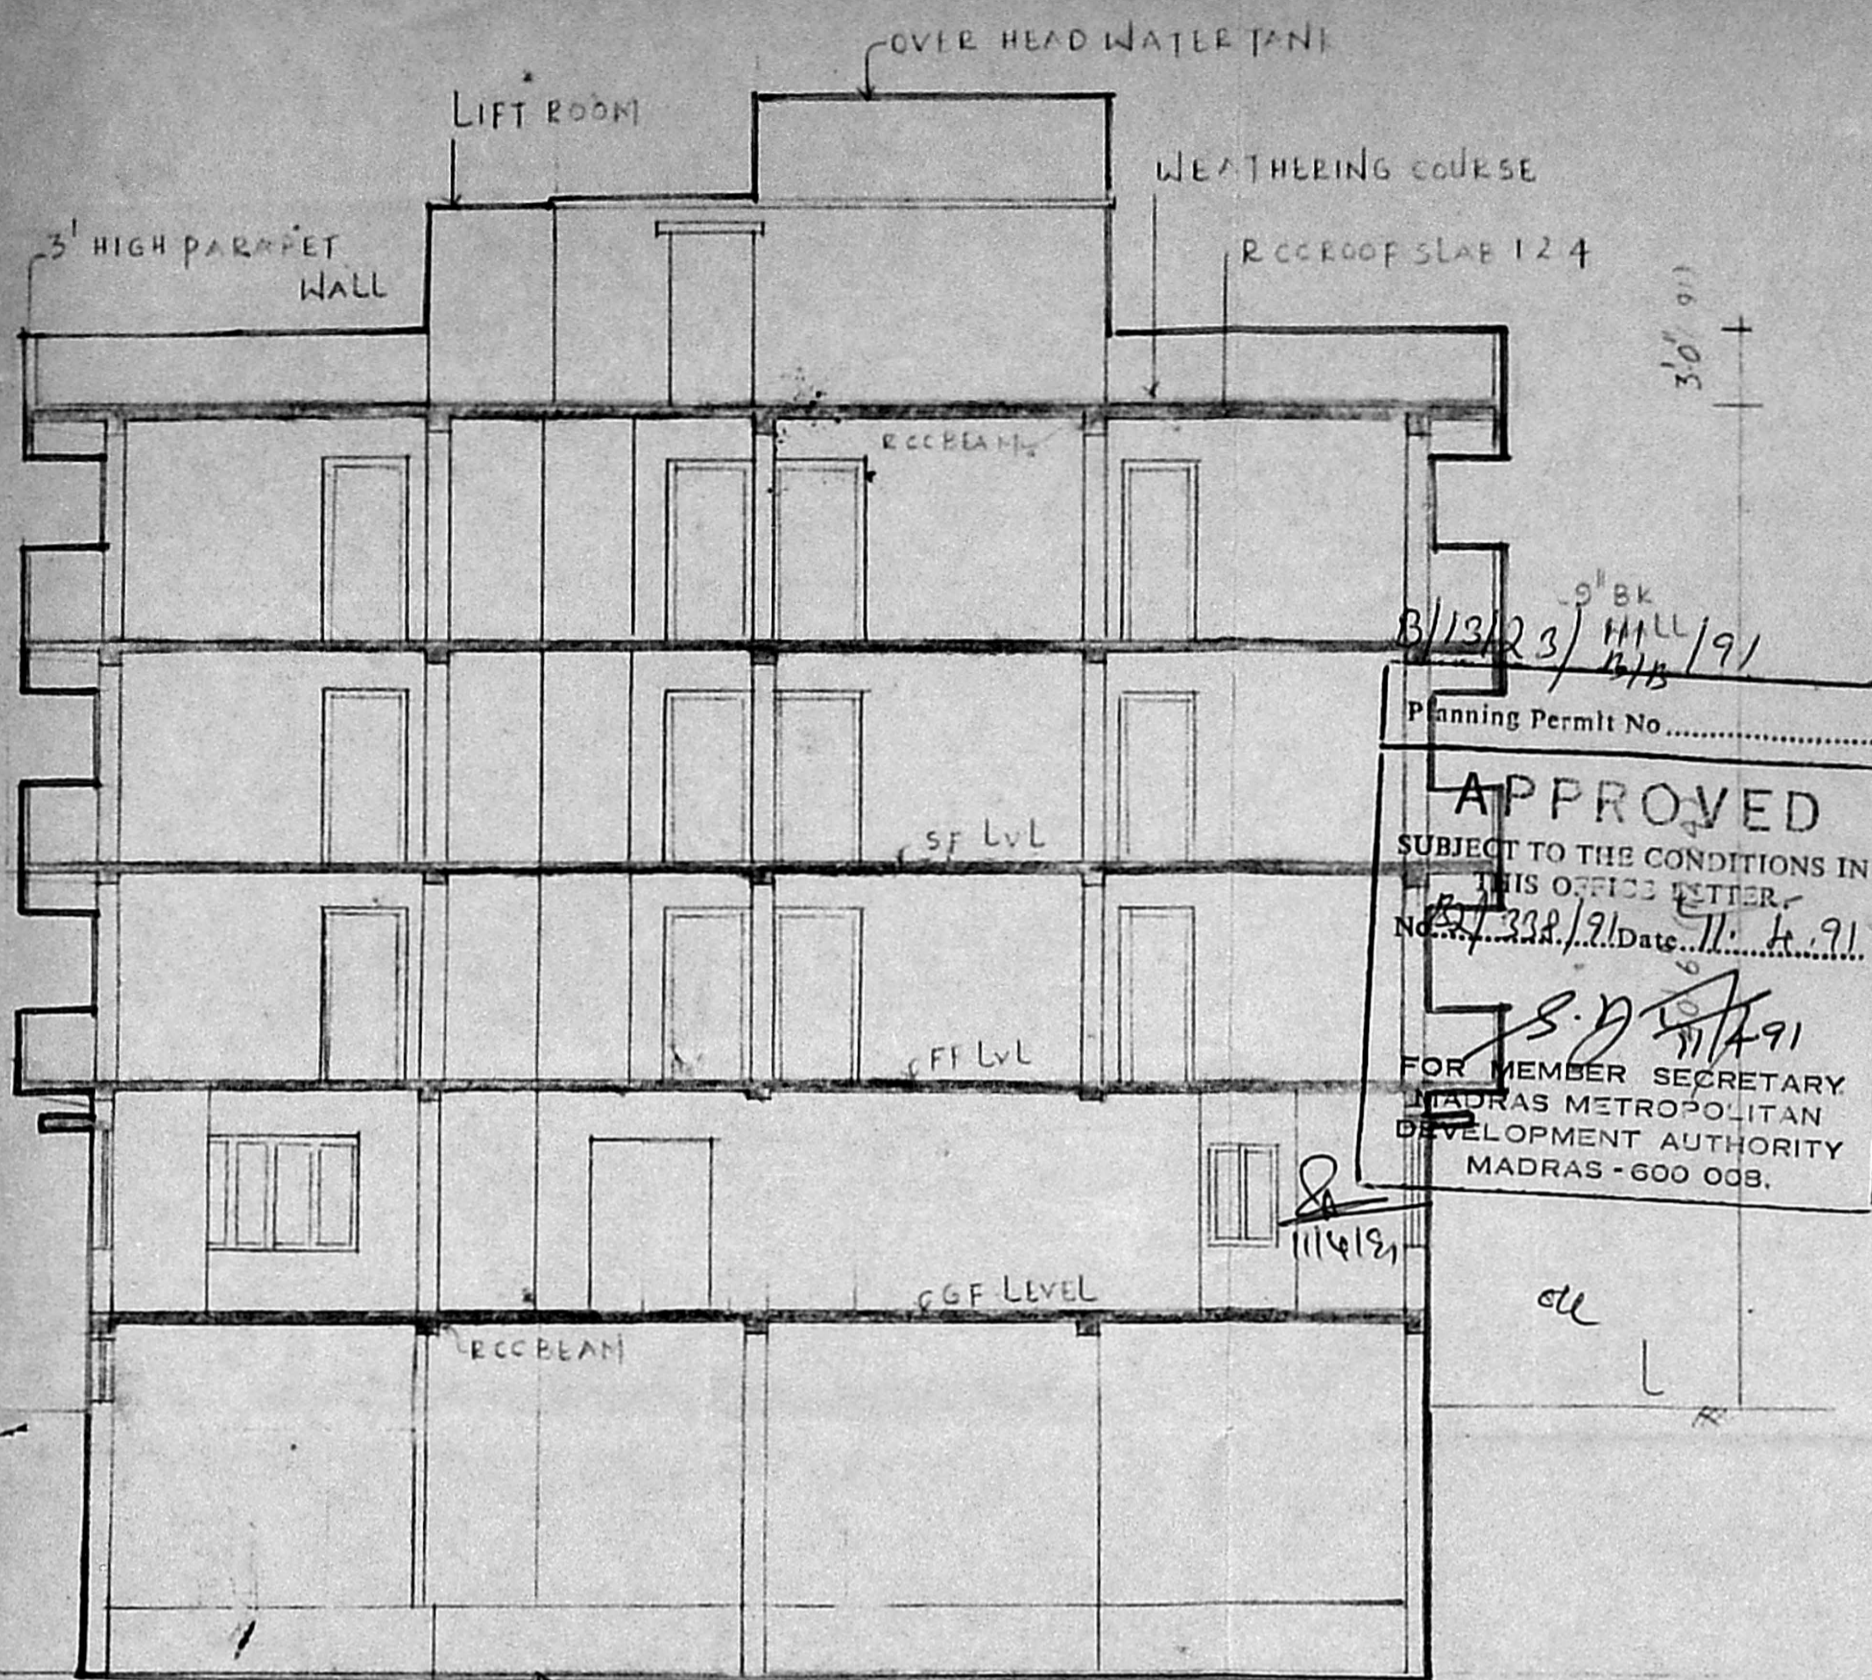 OVER HEAD WATER TANK
LIFT ROOM
WEATHERING COURSE
3' HIGH PARAPET
WALL
RCC ROOF SLAB 1 2 4
3'0"
RCC BEAM
9" BK
B/13123/ /91
Planning Permit No
APPROVED
SUBJECT TO THE CONDITIONS IN
THIS OFFICE LETTER.
No. B2/338/91 Date 11. 4. 91
SF LVL
11/4/91
FF LVL
FOR MEMBER SECRETARY
MADRAS METROPOLITAN
DEVELOPMENT AUTHORITY
MADRAS - 600 008.
11/4/91
GF LEVEL
RCC BEAM